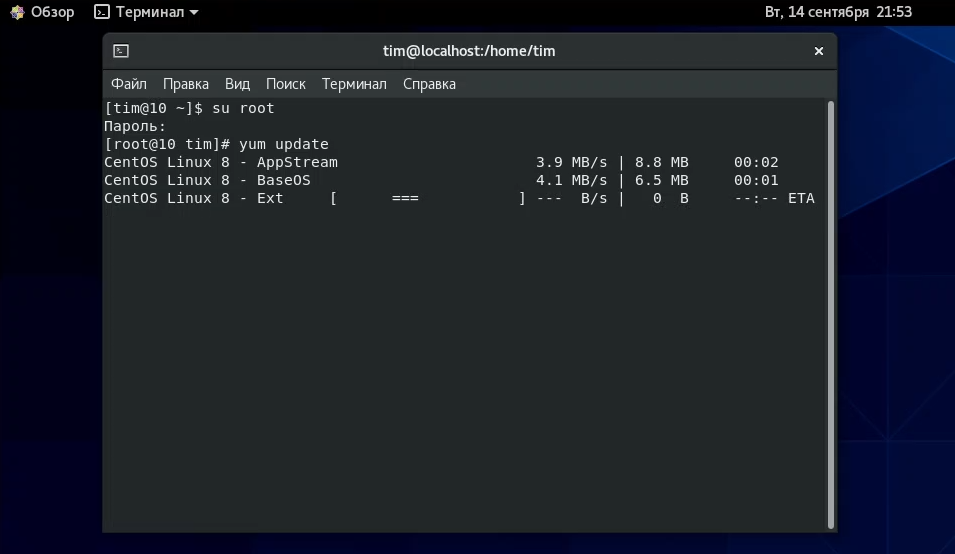 Обзор Терминал Вт, 14 сентября 21:53
tim@localhost:/home/tim ×
Файл Правка Вид Поиск Терминал Справка
[tim@10 ~]$ su root
Пароль:
[root@10 tim]# yum update
CentOS Linux 8 - AppStream 3.9 MB/s | 8.8 MB 00:02
CentOS Linux 8 - BaseOS 4.1 MB/s | 6.5 MB 00:01
CentOS Linux 8 - Ext [ === ] --- B/s | 0 B --:-- ETA